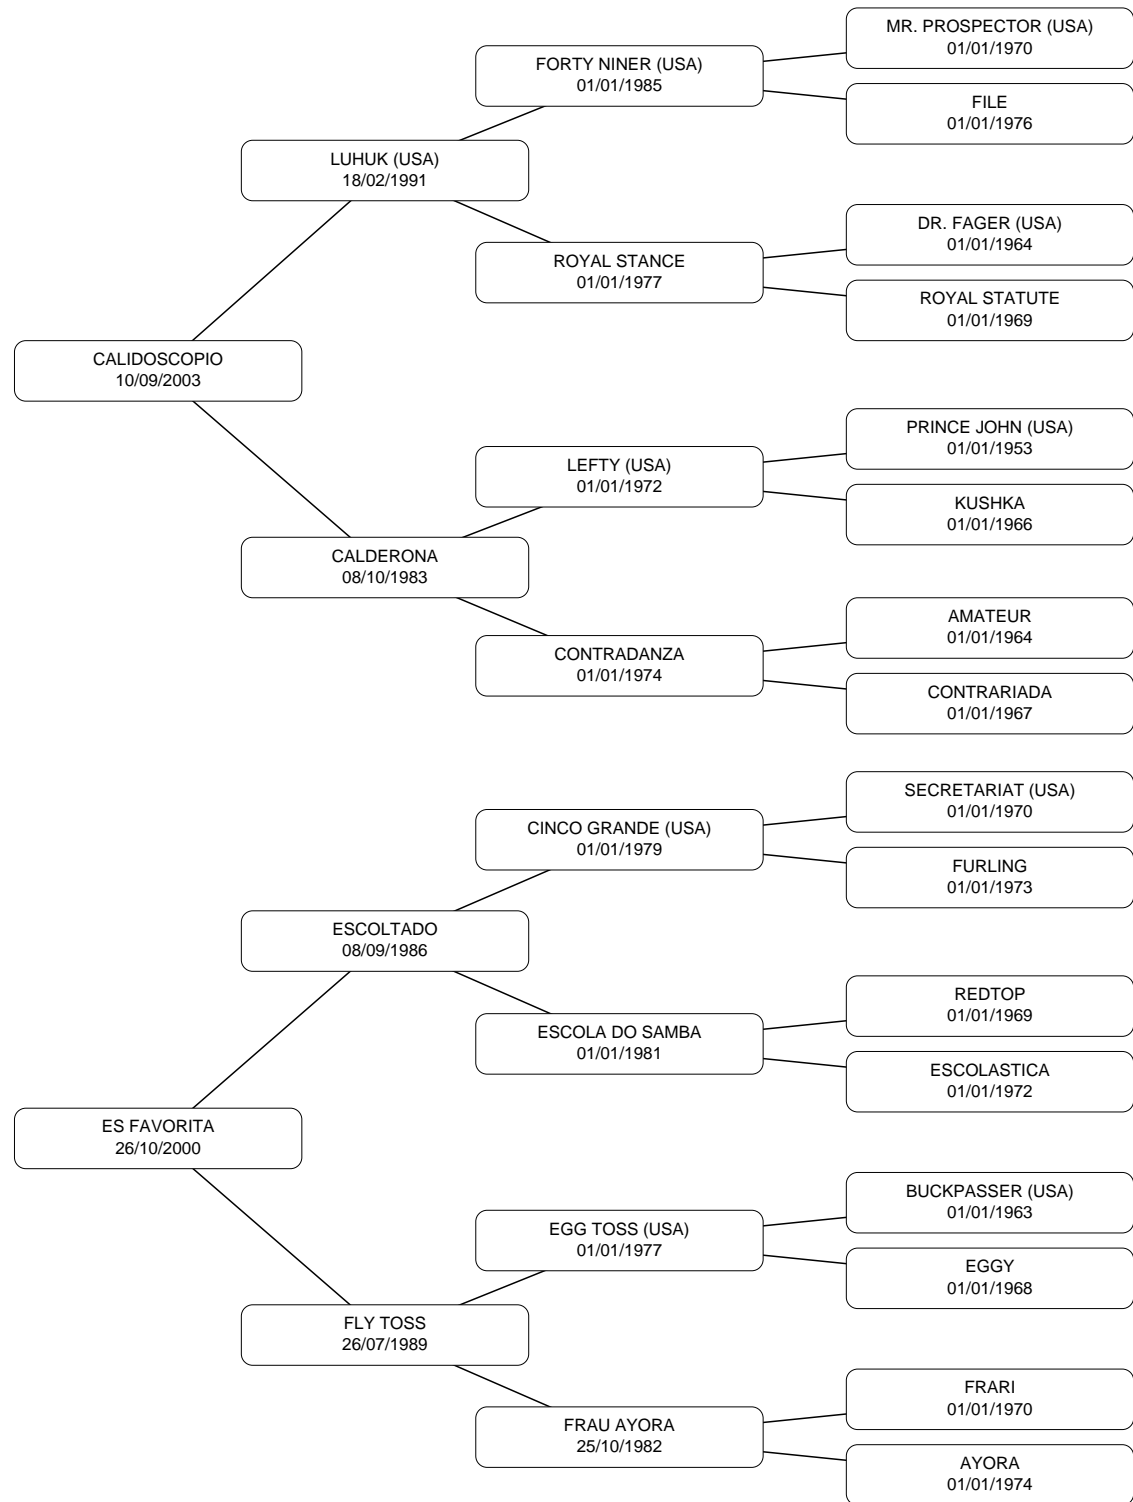 MR. PROSPECTOR (USA)
01/01/1970
FORTY NINER (USA)
01/01/1985
FILE
01/01/1976
LUHUK (USA)
18/02/1991
DR. FAGER (USA)
01/01/1964
ROYAL STANCE
01/01/1977
ROYAL STATUTE
01/01/1969
CALIDOSCOPIO
10/09/2003
PRINCE JOHN (USA)
01/01/1953
LEFTY (USA)
01/01/1972
KUSHKA
01/01/1966
CALDERONA
08/10/1983
AMATEUR
01/01/1964
CONTRADANZA
01/01/1974
CONTRARIADA
01/01/1967
SECRETARIAT (USA)
01/01/1970
CINCO GRANDE (USA)
01/01/1979
FURLING
01/01/1973
ESCOLTADO
08/09/1986
REDTOP
01/01/1969
ESCOLA DO SAMBA
01/01/1981
ESCOLASTICA
01/01/1972
ES FAVORITA
26/10/2000
BUCKPASSER (USA)
01/01/1963
EGG TOSS (USA)
01/01/1977
EGGY
01/01/1968
FLY TOSS
26/07/1989
FRARI
01/01/1970
FRAU AYORA
25/10/1982
AYORA
01/01/1974